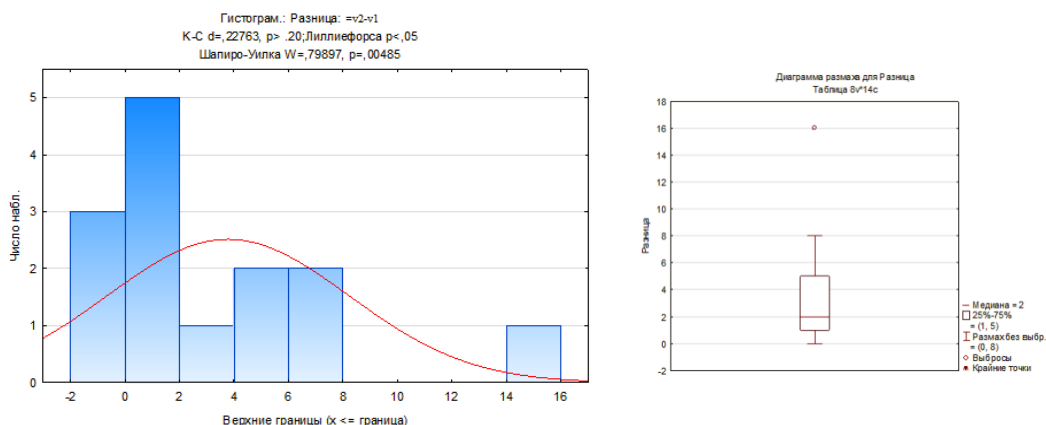 Гистограм.: Разница: =v2-v1
К-С d=,22763, p> .20;Лиллиефорса p<,05
Шапиро-Уилка W=,79897, p=,00485
5
4
3
2
1
0
Число набл.
-2 0 2 4 6 8 10 12 14 16
Верхние границы (x <= граница)
Диаграмма размаха для Разница
Таблица 8v*14c
18
16
14
12
10
8
6
4
2
0
-2
Разница
Медиана = 2
25%-75%
= (1, 5)
Размах без выбр.
= (0, 8)
Выбросы
Крайние точки